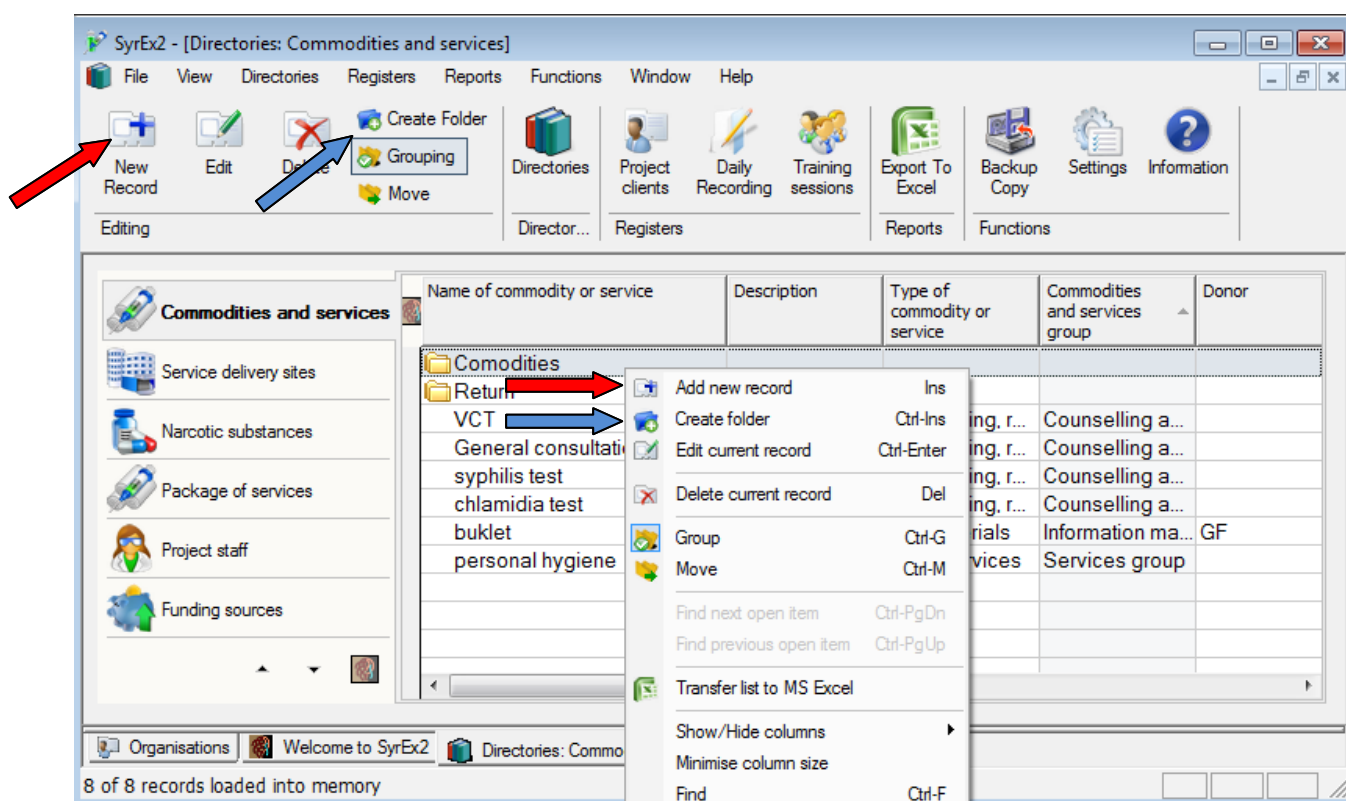 SyrEx2 - [Directories: Commodities and services]
File View Directories Registers Reports Functions Window Help
Create Folder
Grouping
Move
New Record
Edit
Directories
Project clients
Daily Recording
Training sessions
Export To Excel
Backup Copy
Settings
Information
Editing
Director...
Registers
Reports
Functions
Commodities and services
Service delivery sites
Narcotic substances
Package of services
Project staff
Funding sources
Name of commodity or service
Description
Type of commodity or service
Commodities and services group
Donor
Comodities
Return
VCT ing, r... Counselling a...
General consultati ing, r... Counselling a...
syphilis test ing, r... Counselling a...
chlamidia test ing, r... Counselling a...
buklet rials Information ma... GF
personal hygiene vices Services group
Add new record Ins
Create folder Ctrl-Ins
Edit current record Ctrl-Enter
Delete current record Del
Group Ctrl-G
Move Ctrl-M
Find next open item Ctrl-PgDn
Find previous open item Ctrl-PgUp
Transfer list to MS Excel
Show/Hide columns
Minimise column size
Find Ctrl-F
Organisations
Welcome to SyrEx2
Directories: Commo
8 of 8 records loaded into memory